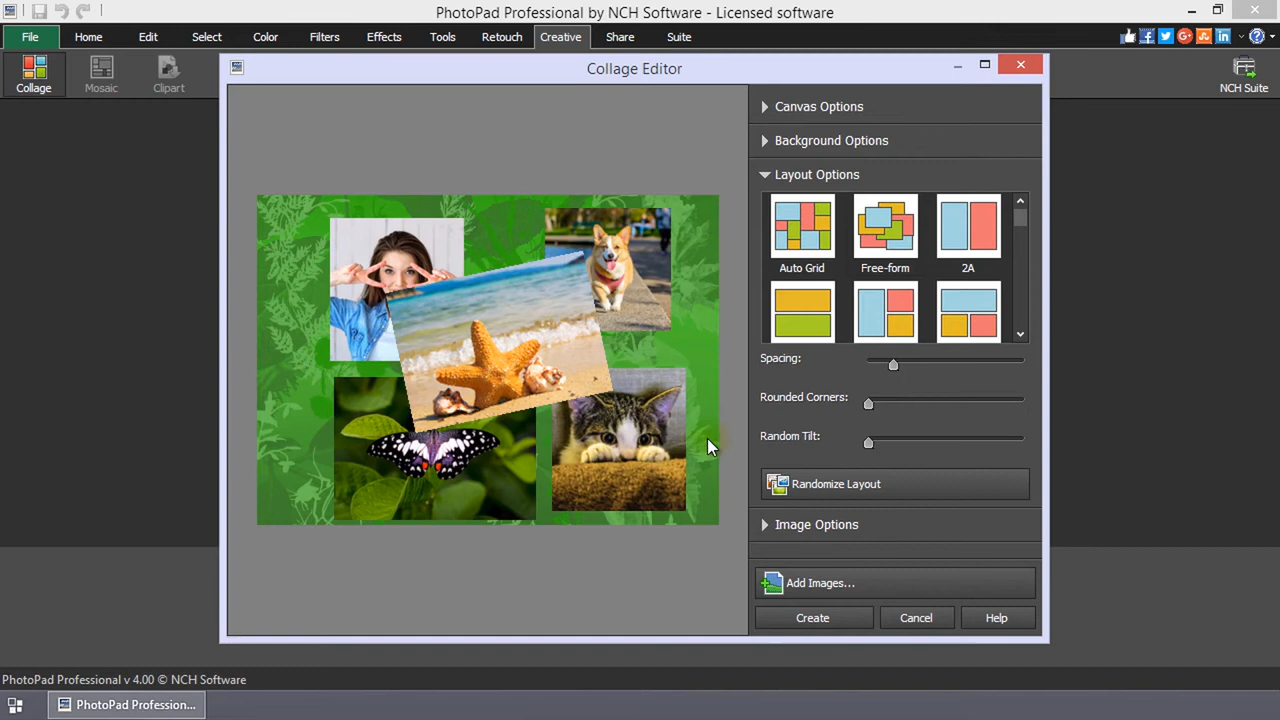 PhotoPad Professional by NCH Software - Licensed software
File Home Edit Select Color Filters Effects Tools Retouch Creative Share Suite
Collage Mosaic Clipart NCH Suite
Collage Editor
Canvas Options
Background Options
Layout Options
Auto Grid Free-form 2A
Spacing:
Rounded Corners:
Random Tilt:
Randomize Layout
Image Options
Add Images...
Create Cancel Help
PhotoPad Professional v 4.00 © NCH Software
PhotoPad Profession...